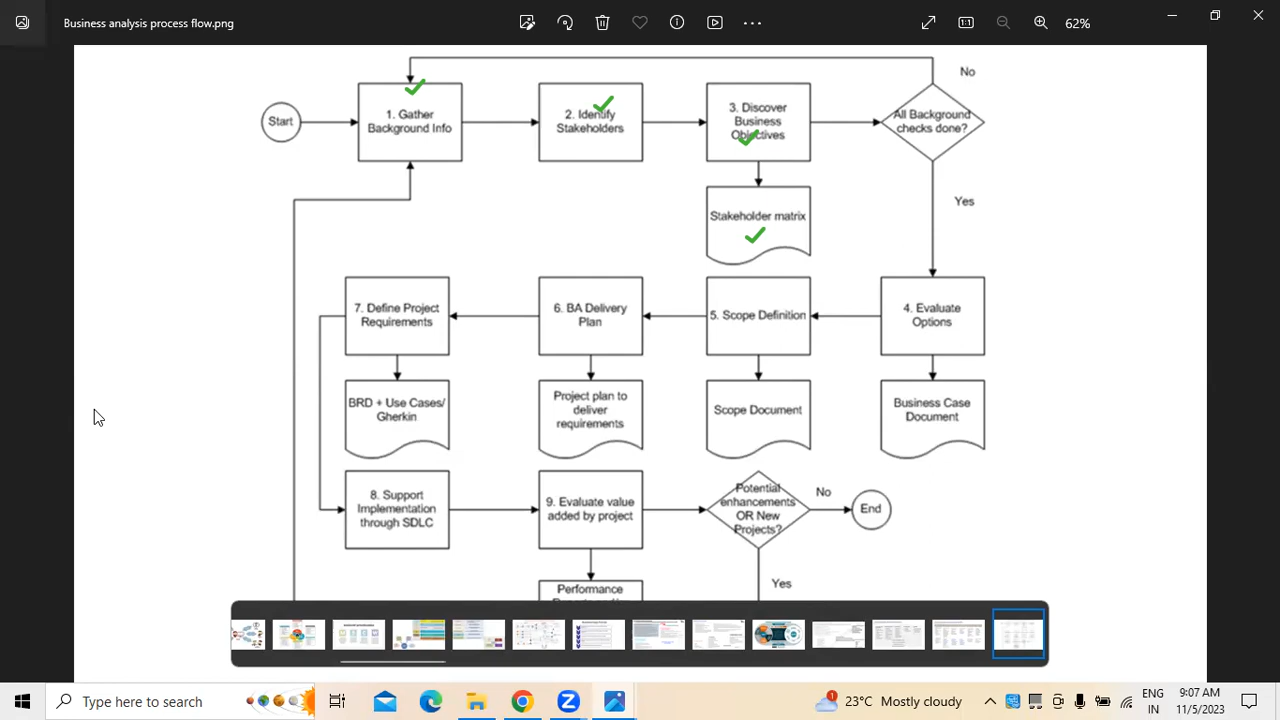 Business analysis process flow.png
62%
No
Start
1. Gather
Background Info
2. Identify
Stakeholders
3. Discover
Business
Objectives
All Background
checks done?
Stakeholder matrix
Yes
7. Define Project
Requirements
6. BA Delivery
Plan
5. Scope Definition
4. Evaluate
Options
BRD + Use Cases/
Gherkin
Project plan to
deliver
requirements
Scope Document
Business Case
Document
8. Support
Implementation
through SDLC
9. Evaluate value
added by project
Potential
enhancements
OR New
Projects?
No
End
Yes
Performance
Type here to search
23°C Mostly cloudy
ENG
IN
9:07 AM
11/5/2023